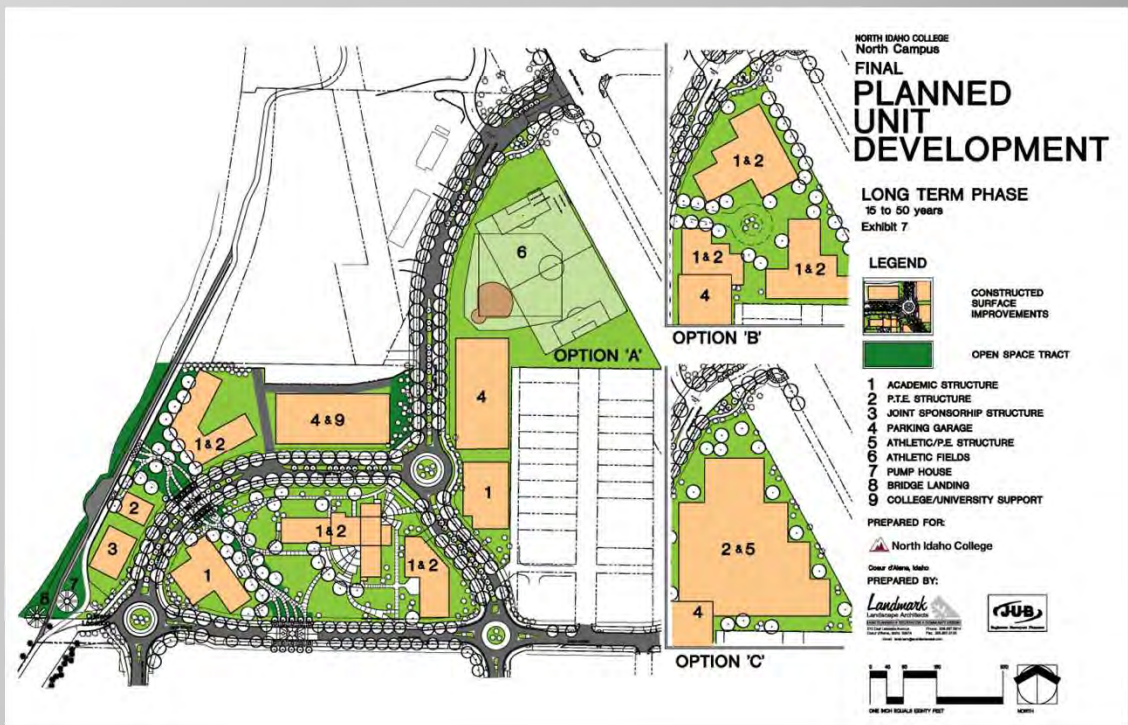 NORTH IDAHO COLLEGE
North Campus
FINAL
PLANNED
UNIT
DEVELOPMENT
LONG TERM PHASE
15 to 50 years
Exhibit 7
LEGEND
CONSTRUCTED
SURFACE
IMPROVEMENTS
OPEN SPACE TRACT
1 ACADEMIC STRUCTURE
2 P.T.E. STRUCTURE
3 JOINT SPONSORHIP STRUCTURE
4 PARKING GARAGE
5 ATHLETIC/P.E. STRUCTURE
6 ATHLETIC FIELDS
7 PUMP HOUSE
8 BRIDGE LANDING
9 COLLEGE/UNIVERSITY SUPPORT
PREPARED FOR:
North Idaho College
Coeur d'Alene, Idaho
PREPARED BY:
Landmark
Landscape Architects
J-U-B
ONE INCH EQUALS EIGHTY FEET
NORTH
6
OPTION 'A'
4
4 & 9
1 & 2
1
2
3
1 & 2
1
1 & 2
8
7
1 & 2
1 & 2
1 & 2
4
OPTION 'B'
2 & 5
4
OPTION 'C'